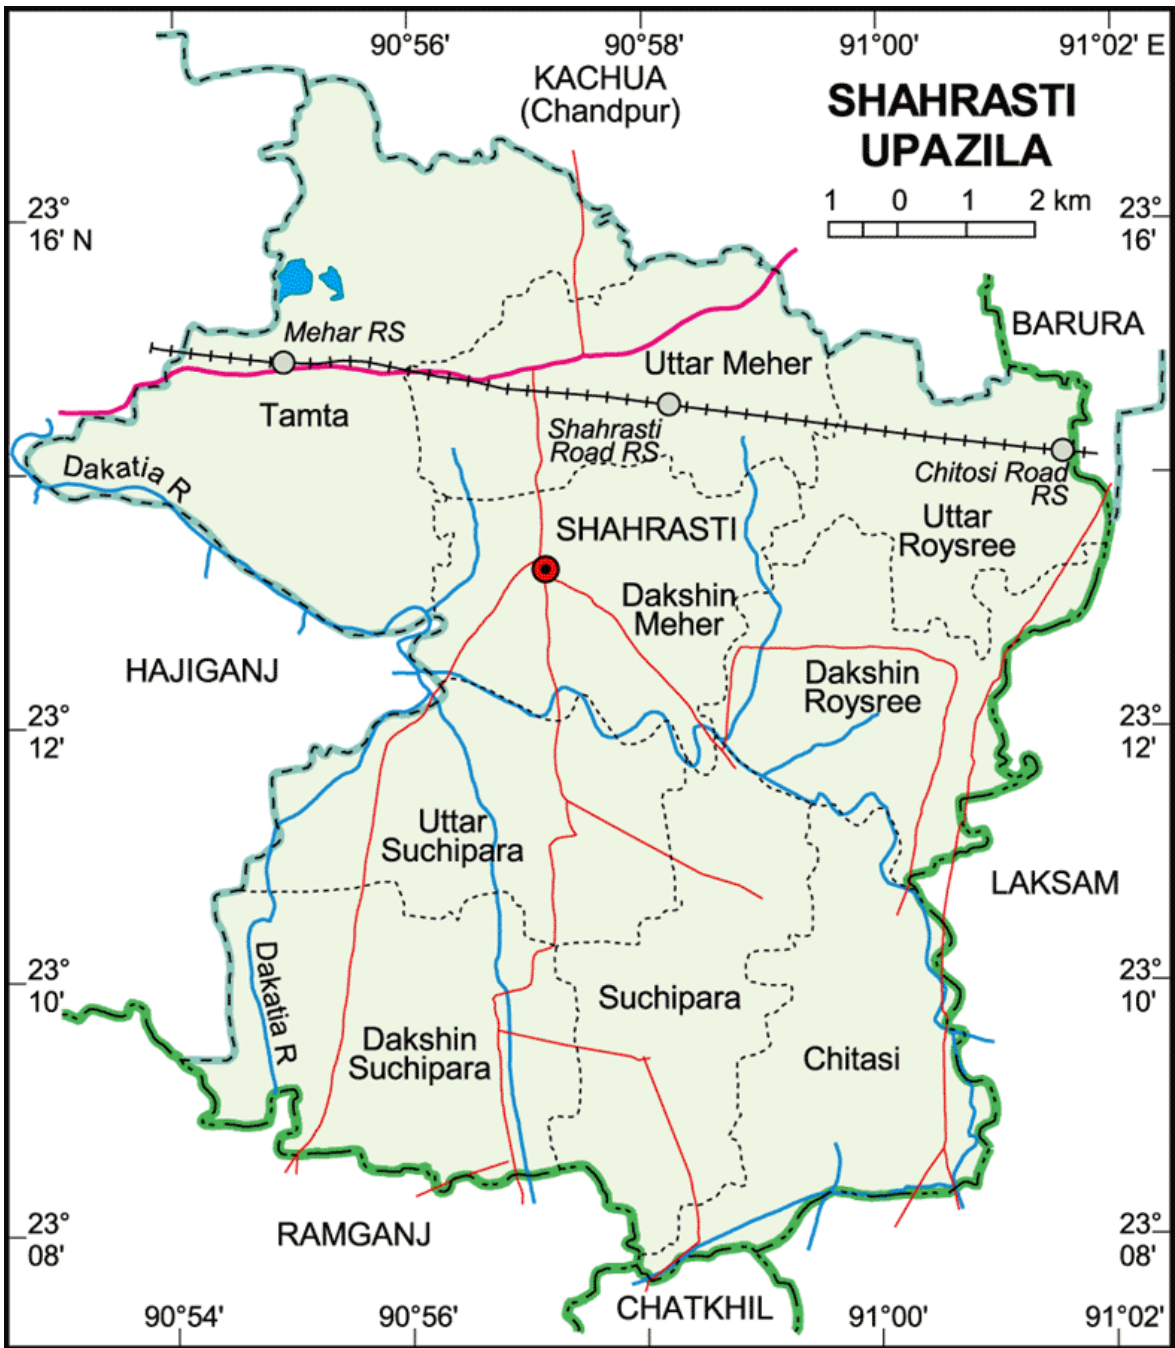 90°56'
90°58'
91°00'
91°02' E
KACHUA
(Chandpur)
SHAHRASTI
UPAZILA
1 0 1 2 km
23°
16' N
23°
16'
BARURA
Mehar RS
Uttar Meher
Tamta
Shahrasti
Road RS
Chitosi Road
RS
Dakatia R
Uttar
Roysree
SHAHRASTI
Dakshin
Meher
HAJIGANJ
Dakshin
Roysree
23°
12'
23°
12'
Uttar
Suchipara
LAKSAM
Dakatia R
23°
10'
23°
10'
Suchipara
Dakshin
Suchipara
Chitasi
RAMGANJ
23°
08'
23°
08'
CHATKHIL
90°54'
90°56'
91°00'
91°02'